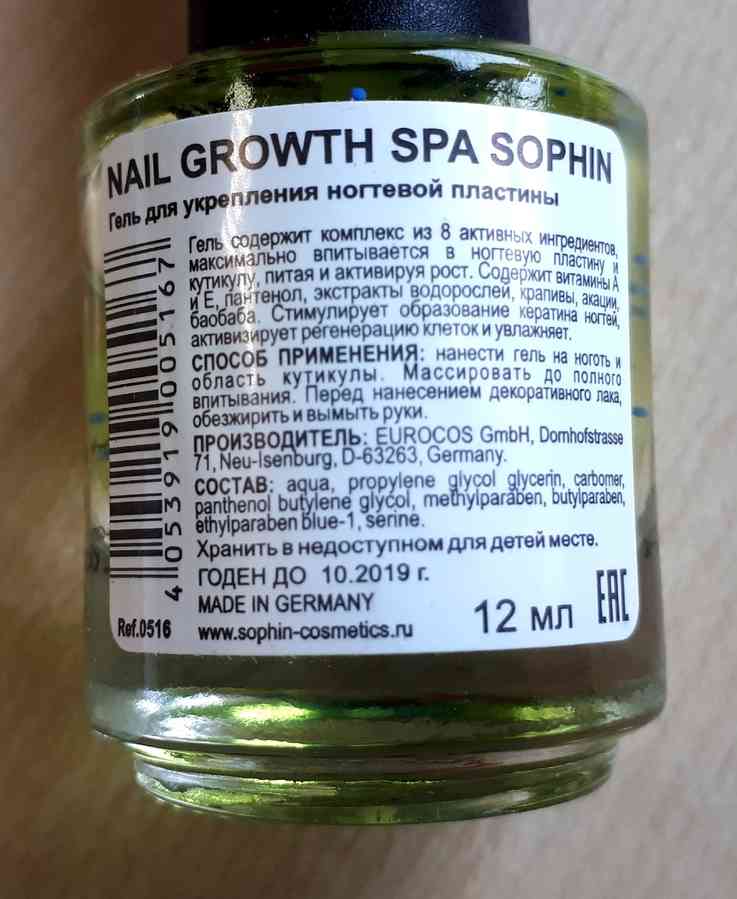 NAIL GROWTH SPA SOPHIN
Гель для укрепления ногтевой пластины
Гель содержит комплекс из 8 активных ингредиентов,
максимально впитывается в ногтевую пластину и
кутикулу, питая и активируя рост. Содержит витамины А
и Е, пантенол, экстракты водорослей, крапивы, акации,
баобаба. Стимулирует образование кератина ногтей,
активизирует регенерацию клеток и увлажняет.
СПОСОБ ПРИМЕНЕНИЯ: нанести гель на ноготь и
область кутикулы. Массировать до полного
впитывания. Перед нанесением декоративного лака,
обезжирить и вымыть руки.
ПРОИЗВОДИТЕЛЬ: EUROCOS GmbH, Dornhofstrasse
71, Neu-Isenburg, D-63263, Germany.
СОСТАВ: aqua, propylene glycol glycerin, carbomer,
panthenol butylene glycol, methylparaben, butylparaben,
ethylparaben blue-1, serine.
Хранить в недоступном для детей месте.
ГОДЕН ДО 10.2019 г.
MADE IN GERMANY
12 мл
EAC
Ref.0516
www.sophin-cosmetics.ru
4 053919 005167